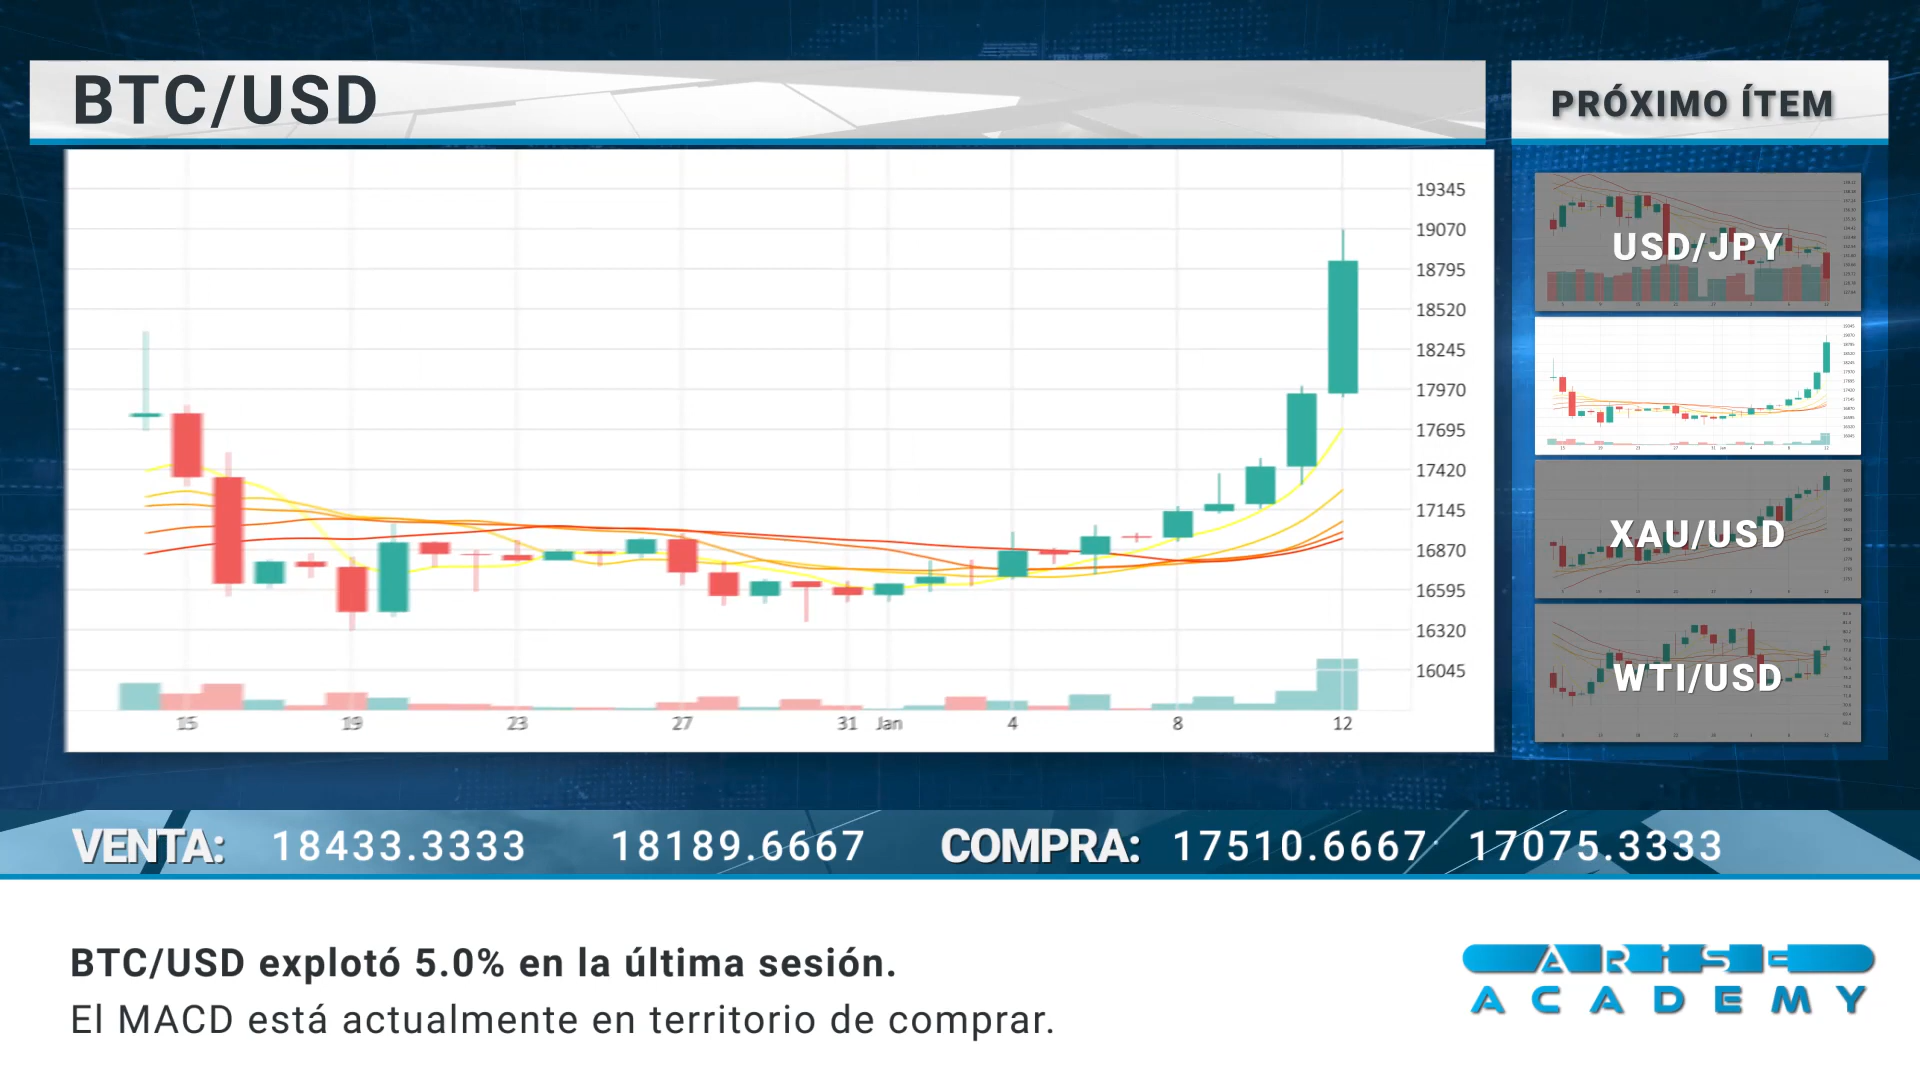 BTC/USD
PRÓXIMO ÍTEM
19345
19070
18795
18520
18245
17970
17695
17420
17145
16870
16595
16320
16045
15 19 23 27 31 Jan 4 8 12
USD/JPY
XAU/USD
WTI/USD
VENTA: 18433.3333 18189.6667 COMPRA: 17510.6667 17075.3333
BTC/USD explotó 5.0% en la última sesión.
El MACD está actualmente en territorio de comprar.
ARISE
ACADEMY